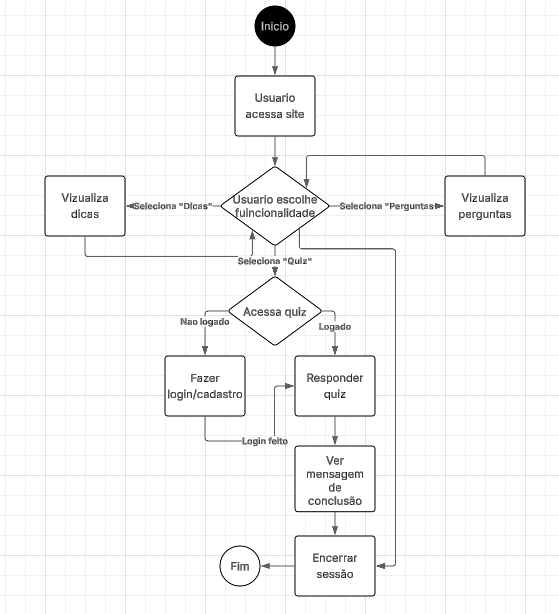 Inicio
Usuario
acessa site
Usuario escolhe
fuincionalidade
Vizualiza
dicas
Seleciona "Dicas"
Seleciona "Perguntas
Vizualiza
perguntas
Seleciona "Quiz"
Acessa quiz
Nao logado
Logado
Fazer
login/cadastro
Responder
quiz
Login feito
Ver
mensagem
de
conclusão
Encerrar
sessão
Fim